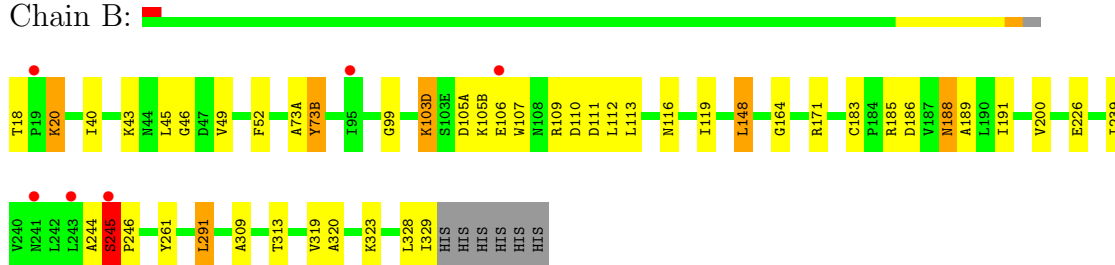 Chain B:
T18 P19 K20 I40 K43 N44 L45 G46 D47 V49 F52 A73A Y73B I95 G99 K103D S103E D105A K105B E106 W107 N108 R109 D110 D111 L112 L113 N116 I119 L148 G164 R171 C183 P184 R185 D186 V187 N188 A189 L190 I191 V200 E226
V240 N241 L242 L243 A244 S245 P246 Y261 L291 A309 T313 V319 A320 K323 L328 I329 HIS HIS HIS HIS HIS HIS